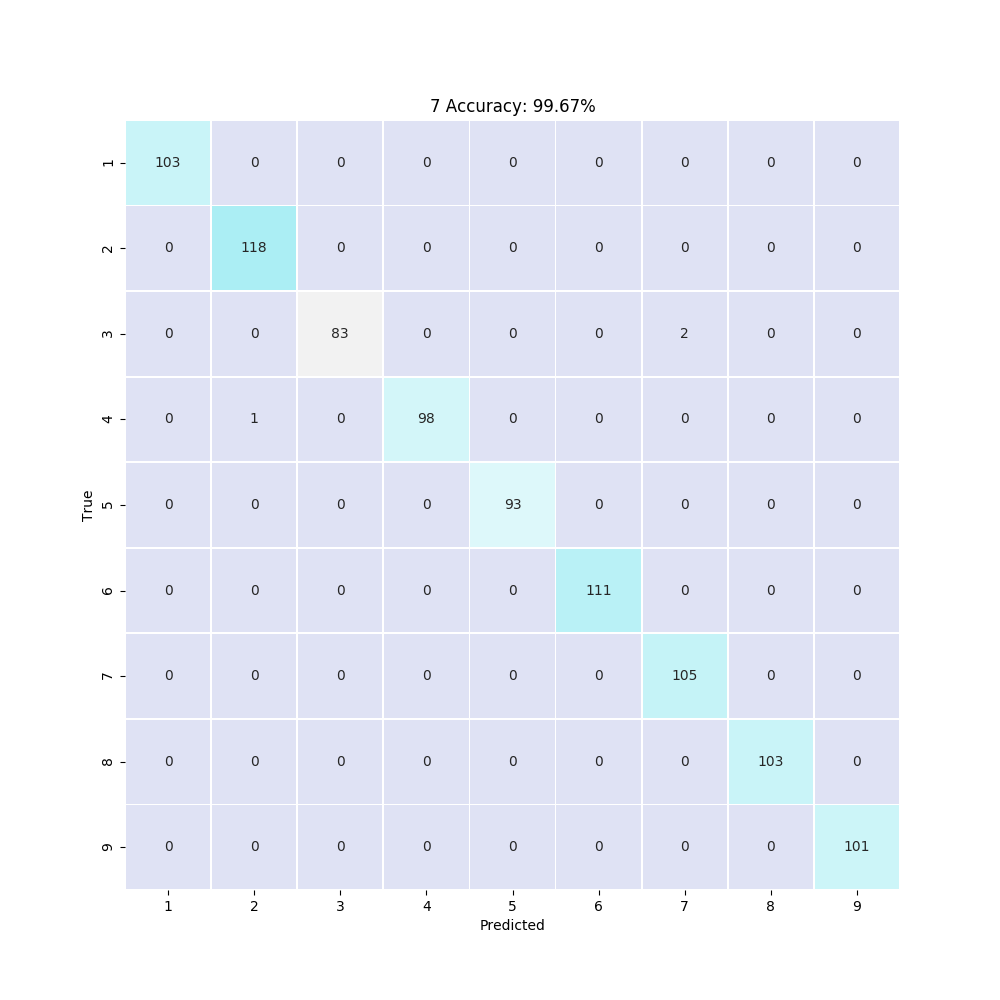 7 Accuracy: 99.67%
1 103 0 0 0 0 0 0 0 0
2 0 118 0 0 0 0 0 0 0
3 0 0 83 0 0 0 2 0 0
4 0 1 0 98 0 0 0 0 0
5 0 0 0 0 93 0 0 0 0
6 0 0 0 0 0 111 0 0 0
7 0 0 0 0 0 0 105 0 0
8 0 0 0 0 0 0 0 103 0
9 0 0 0 0 0 0 0 0 101
True
1 2 3 4 5 6 7 8 9
Predicted